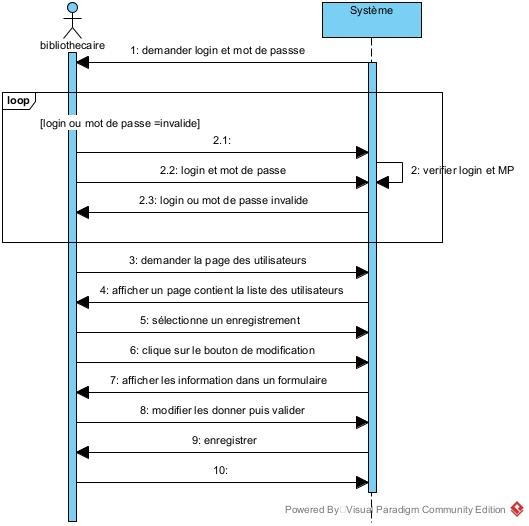 Système
bibliothecaire
1: demander login et mot de passse
loop
[login ou mot de passe =invalide]
2.1:
2.2: login et mot de passe
2: verifier login et MP
2.3: login ou mot de passe invalide
3: demander la page des utilisateurs
4: afficher un page contient la liste des utilisateurs
5: sélectionne un enregistrement
6: clique sur le bouton de modification
7: afficher les information dans un formulaire
8: modifier les donner puis valider
9: enregistrer
10:
Powered By Visual Paradigm Community Edition